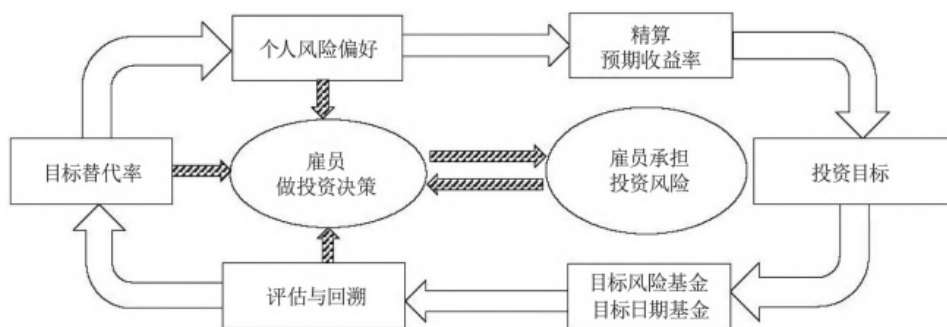 个人风险偏好
精算
预期收益率
目标替代率
雇员
做投资决策
雇员承担
投资风险
投资目标
评估与回溯
目标风险基金
目标日期基金